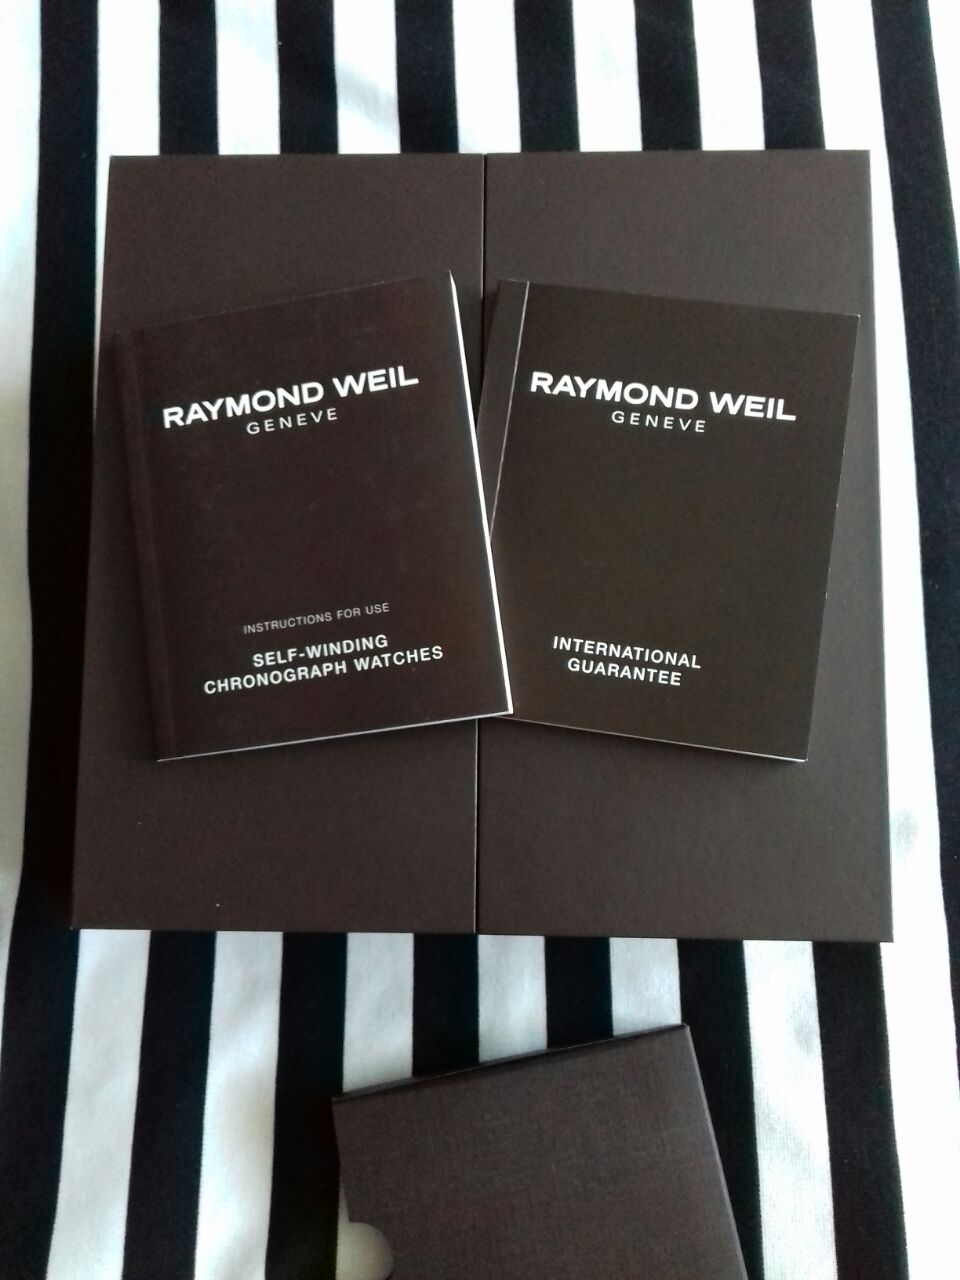 RAYMOND WEIL
GENEVE
INSTRUCTIONS FOR USE
SELF-WINDING
CHRONOGRAPH WATCHES
RAYMOND WEIL
GENEVE
INTERNATIONAL
GUARANTEE